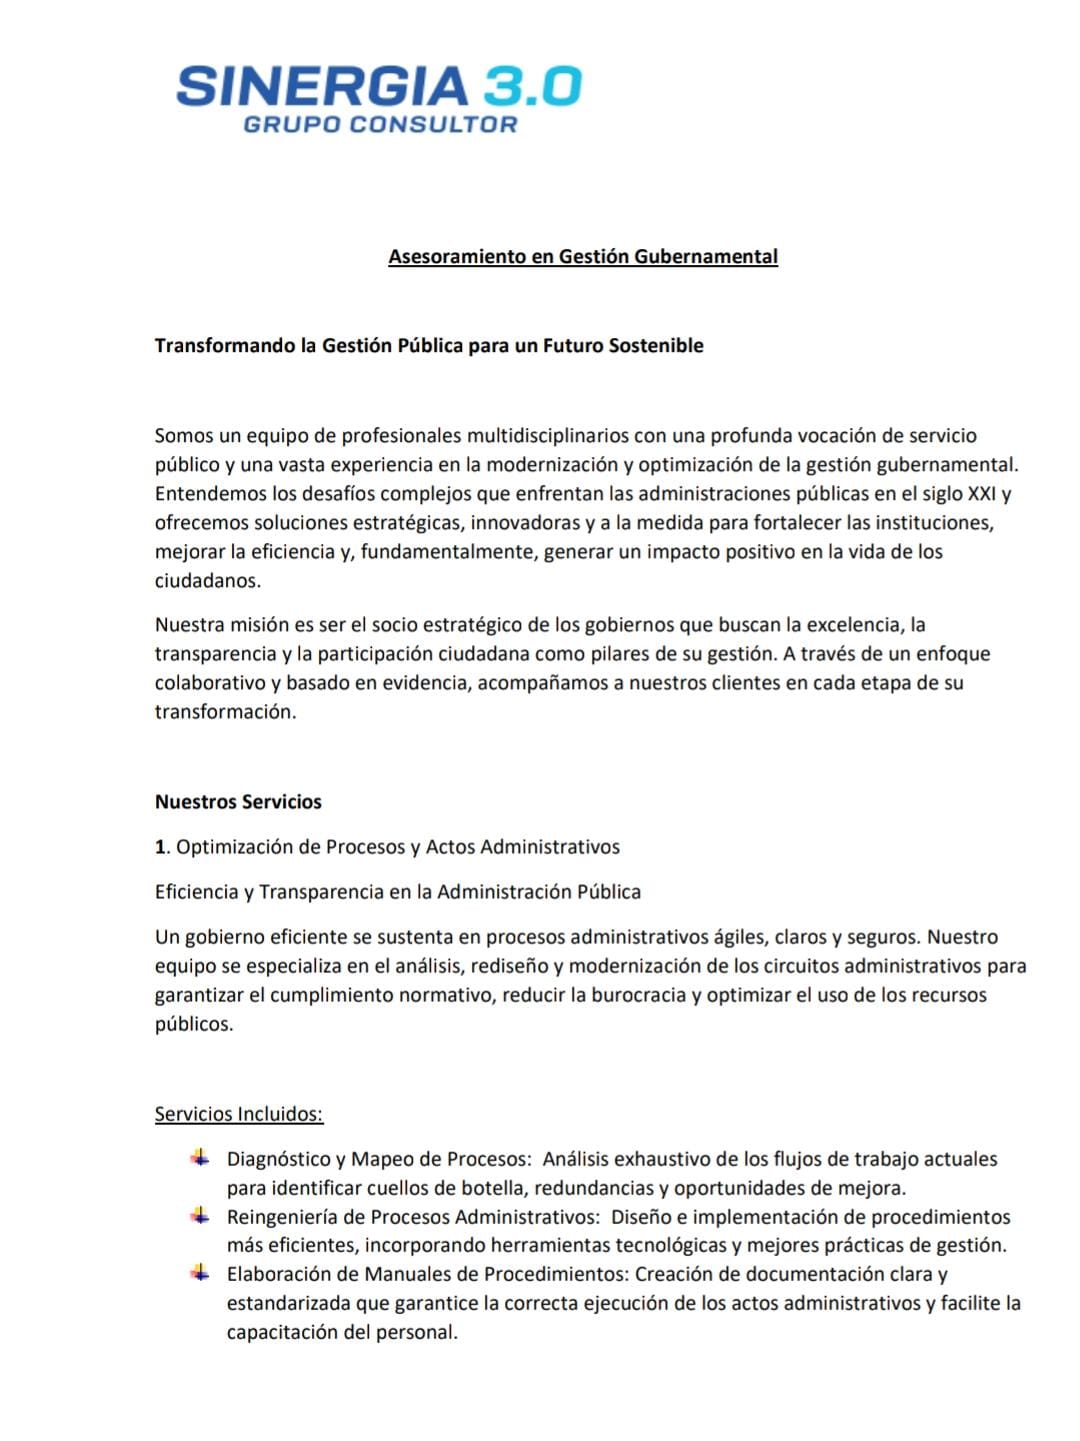 SINERGIA 3.0
GRUPO CONSULTOR
Asesoramiento en Gestión Gubernamental
Transformando la Gestión Pública para un Futuro Sostenible
Somos un equipo de profesionales multidisciplinarios con una profunda vocación de servicio
público y una vasta experiencia en la modernización y optimización de la gestión gubernamental.
Entendemos los desafíos complejos que enfrentan las administraciones públicas en el siglo XXI y
ofrecemos soluciones estratégicas, innovadoras y a la medida para fortalecer las instituciones,
mejorar la eficiencia y, fundamentalmente, generar un impacto positivo en la vida de los
ciudadanos.
Nuestra misión es ser el socio estratégico de los gobiernos que buscan la excelencia, la
transparencia y la participación ciudadana como pilares de su gestión. A través de un enfoque
colaborativo y basado en evidencia, acompañamos a nuestros clientes en cada etapa de su
transformación.
Nuestros Servicios
1. Optimización de Procesos y Actos Administrativos
Eficiencia y Transparencia en la Administración Pública
Un gobierno eficiente se sustenta en procesos administrativos ágiles, claros y seguros. Nuestro
equipo se especializa en el análisis, rediseño y modernización de los circuitos administrativos para
garantizar el cumplimiento normativo, reducir la burocracia y optimizar el uso de los recursos
públicos.
Servicios Incluidos:
Diagnóstico y Mapeo de Procesos:  Análisis exhaustivo de los flujos de trabajo actuales
para identificar cuellos de botella, redundancias y oportunidades de mejora.
Reingeniería de Procesos Administrativos:  Diseño e implementación de procedimientos
más eficientes, incorporando herramientas tecnológicas y mejores prácticas de gestión.
Elaboración de Manuales de Procedimientos: Creación de documentación clara y
estandarizada que garantice la correcta ejecución de los actos administrativos y facilite la
capacitación del personal.